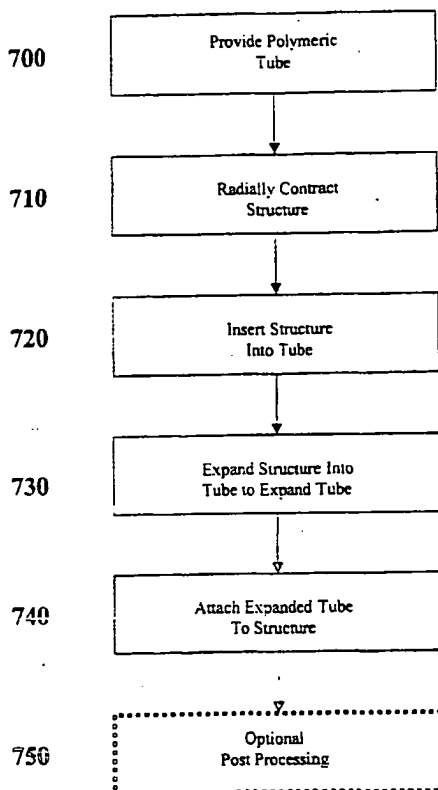 700
Provide Polymeric
Tube
710
Radially Contract
Structure
720
Insert Structure
Into Tube
730
Expand Structure Into
Tube to Expand Tube
740
Attach Expanded Tube
To Structure
750
Optional
Post Processing